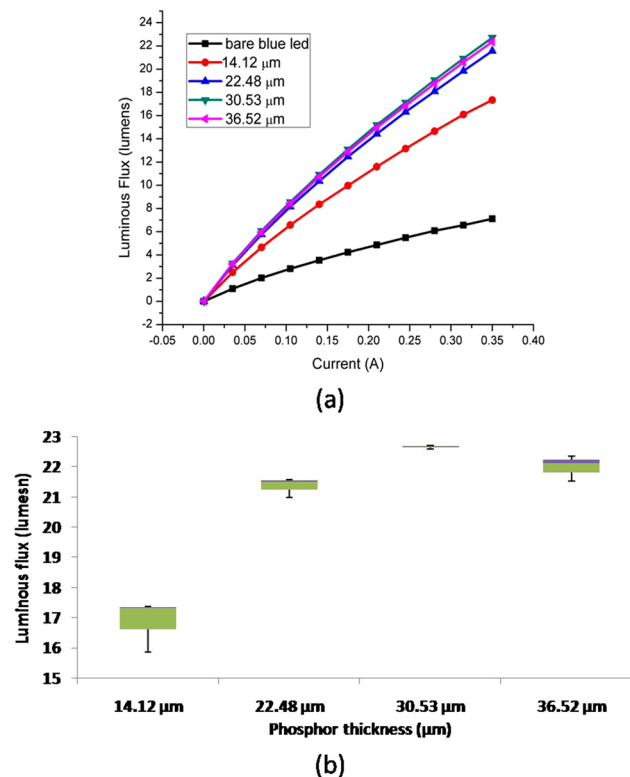 (a)
24
22
20
18
16
14
12
10
8
6
4
2
0
-2
Luminous Flux (lumens)
bare blue led
14.12 μm
22.48 μm
30.53 μm
36.52 μm
-0.05 0.00 0.05 0.10 0.15 0.20 0.25 0.30 0.35 0.40
Current (A)
(a)
23
22
21
20
19
18
17
16
15
Luminous flux (lumesn)
14.12 μm 22.48 μm 30.53 μm 36.52 μm
Phosphor thickness (μm)
(b)